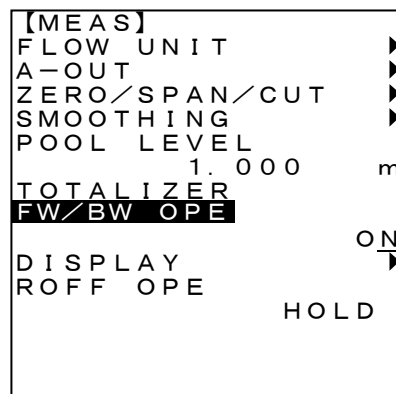 【MEAS】
FLOW UNIT ▶
A－OUT ▶
ZERO／SPAN／CUT ▶
SMOOTHING ▶
POOL LEVEL
1. 000 m
TOTALIZER
FW／BW OPE
ON
DISPLAY ▶
ROFF OPE
HOLD